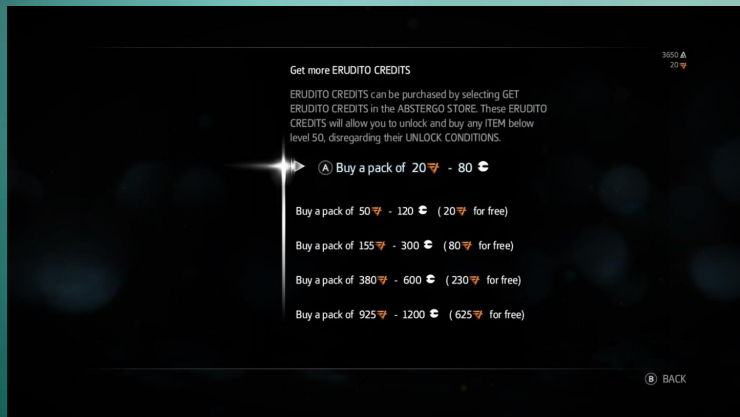 3650
20
Get more ERUDITO CREDITS
ERUDITO CREDITS can be purchased by selecting GET
ERUDITO CREDITS in the ABSTERGO STORE. These ERUDITO
CREDITS will allow you to unlock and buy any ITEM below
level 50, disregarding their UNLOCK CONDITIONS.
A Buy a pack of 20 - 80
Buy a pack of 50 - 120 ( 20 for free)
Buy a pack of 155 - 300 ( 80 for free)
Buy a pack of 380 - 600 ( 230 for free)
Buy a pack of 925 - 1200 ( 625 for free)
B BACK